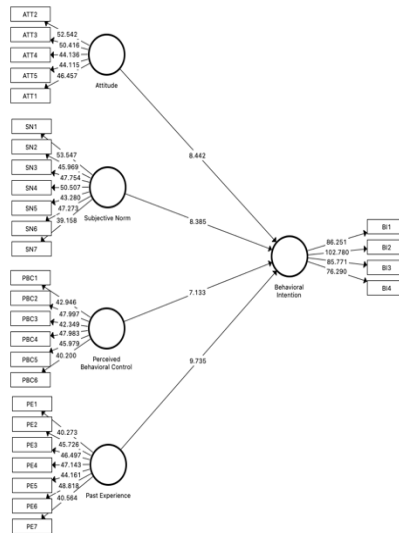 ATT2
ATT3
ATT4
ATT5
ATT1
52.542
50.416
44.136
44.115
46.457
Attitude
SN1
SN2
SN3
SN4
SN5
SN6
SN7
53.547
45.969
47.754
50.507
43.280
47.273
39.158
Subjective Norm
PBC1
PBC2
PBC3
PBC4
PBC5
PBC6
42.946
47.997
42.349
47.983
45.979
40.200
Perceived
Behavioral Control
PE1
PE2
PE3
PE4
PE5
PE6
PE7
40.273
45.726
46.497
47.143
44.161
48.818
40.564
Past Experience
8.442
8.385
7.133
9.735
Behavioral
Intention
86.251
102.780
85.771
76.290
BI1
BI2
BI3
BI4